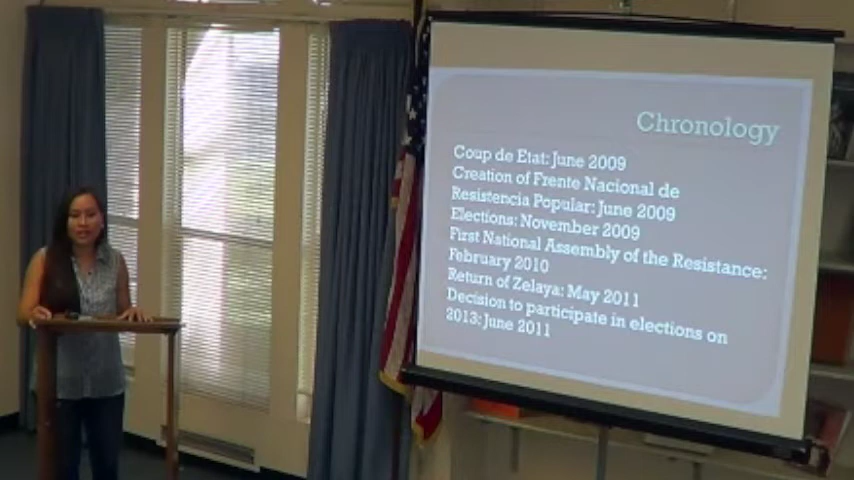 Chronology
Coup de Etat: June 2009
Creation of Frente Nacional de
Resistencia Popular: June 2009
Elections: November 2009
First National Assembly of the Resistance:
February 2010
Return of Zelaya: May 2011
Decision to participate in elections on
2013: June 2011